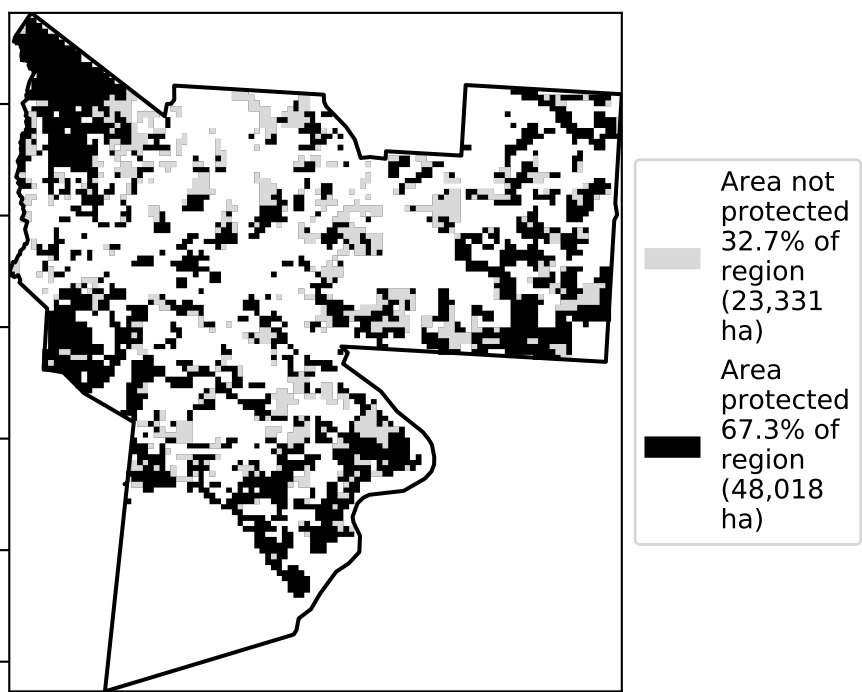 Area not
protected
32.7% of
region
(23,331
ha)
Area
protected
67.3% of
region
(48,018
ha)